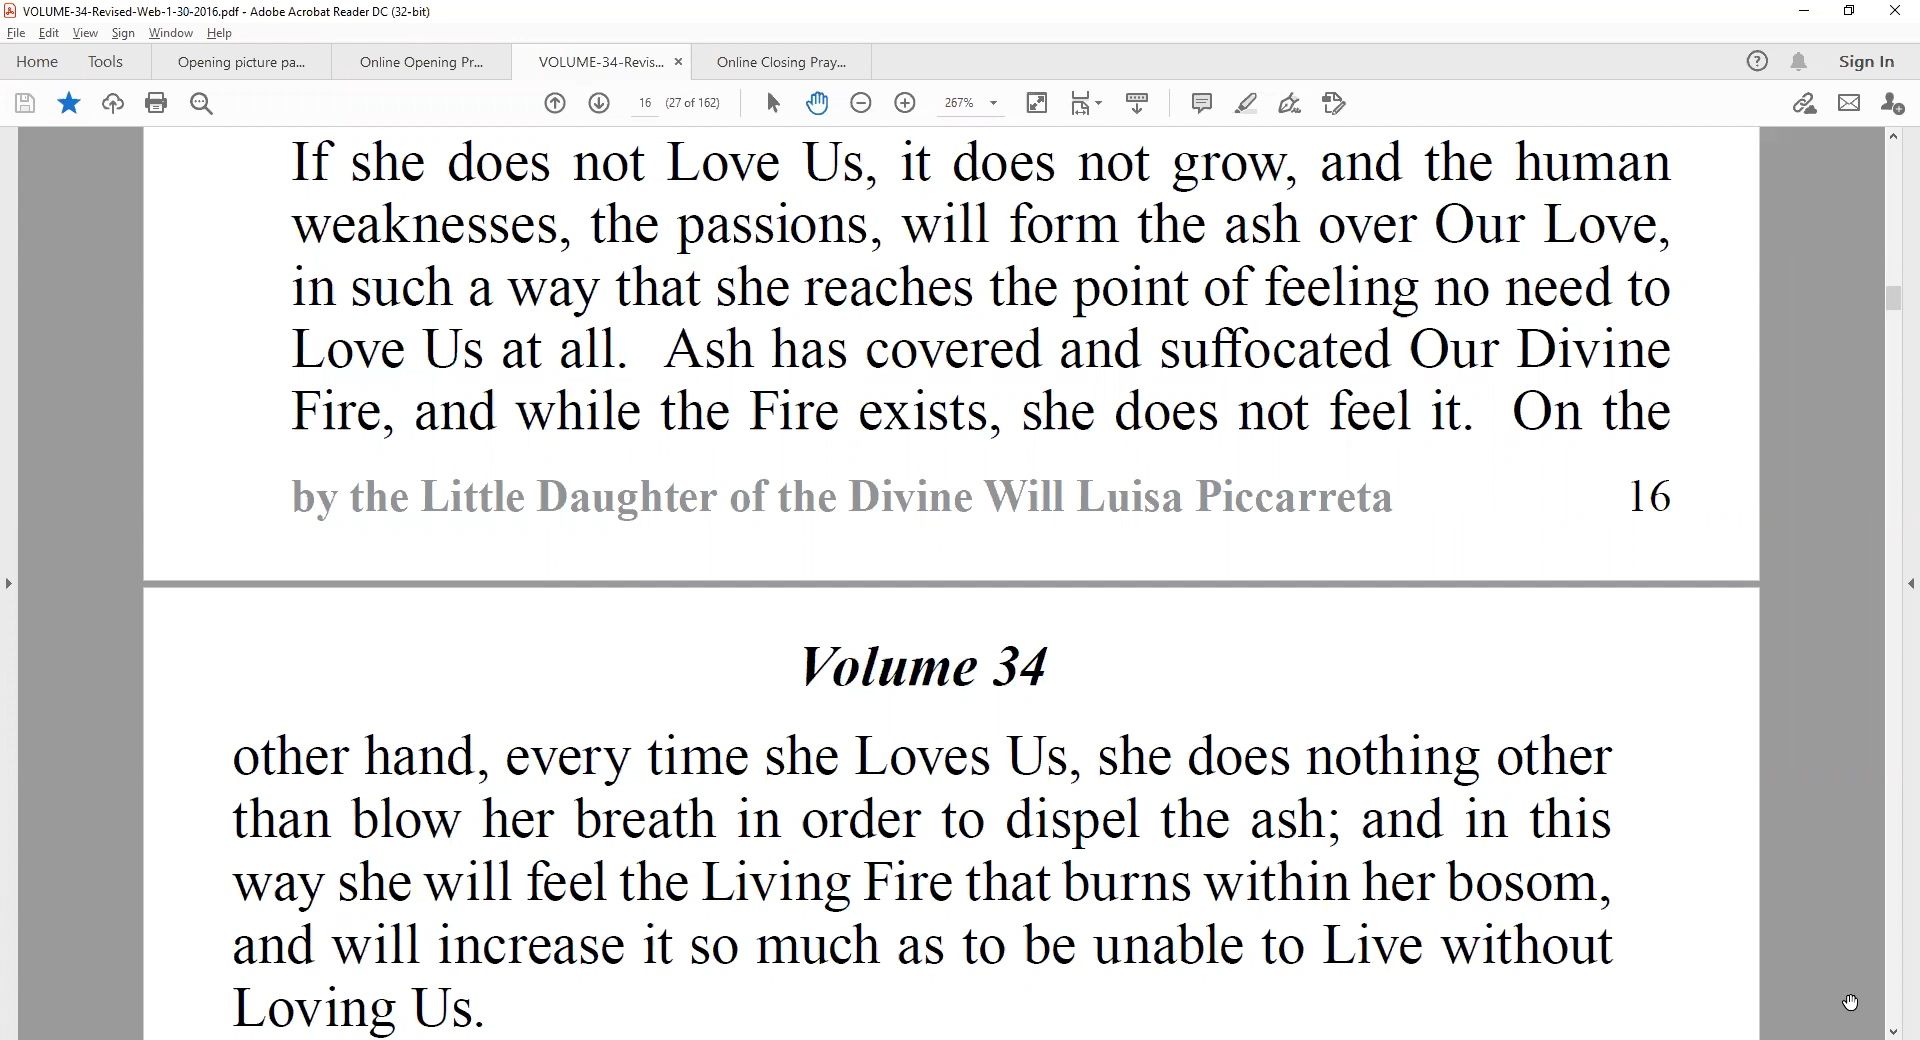 VOLUME-34-Revised-Web-1-30-2016.pdf - Adobe Acrobat Reader DC (32-bit)
File Edit View Sign Window Help
Home Tools Opening picture pa... Online Opening Pr... VOLUME-34-Revis... × Online Closing Pray... Sign In
16 (27 of 162) 267%
If she does not Love Us, it does not grow, and the human
weaknesses, the passions, will form the ash over Our Love,
in such a way that she reaches the point of feeling no need to
Love Us at all. Ash has covered and suffocated Our Divine
Fire, and while the Fire exists, she does not feel it. On the
by the Little Daughter of the Divine Will Luisa Piccarreta 16
Volume 34
other hand, every time she Loves Us, she does nothing other
than blow her breath in order to dispel the ash; and in this
way she will feel the Living Fire that burns within her bosom,
and will increase it so much as to be unable to Live without
Loving Us.